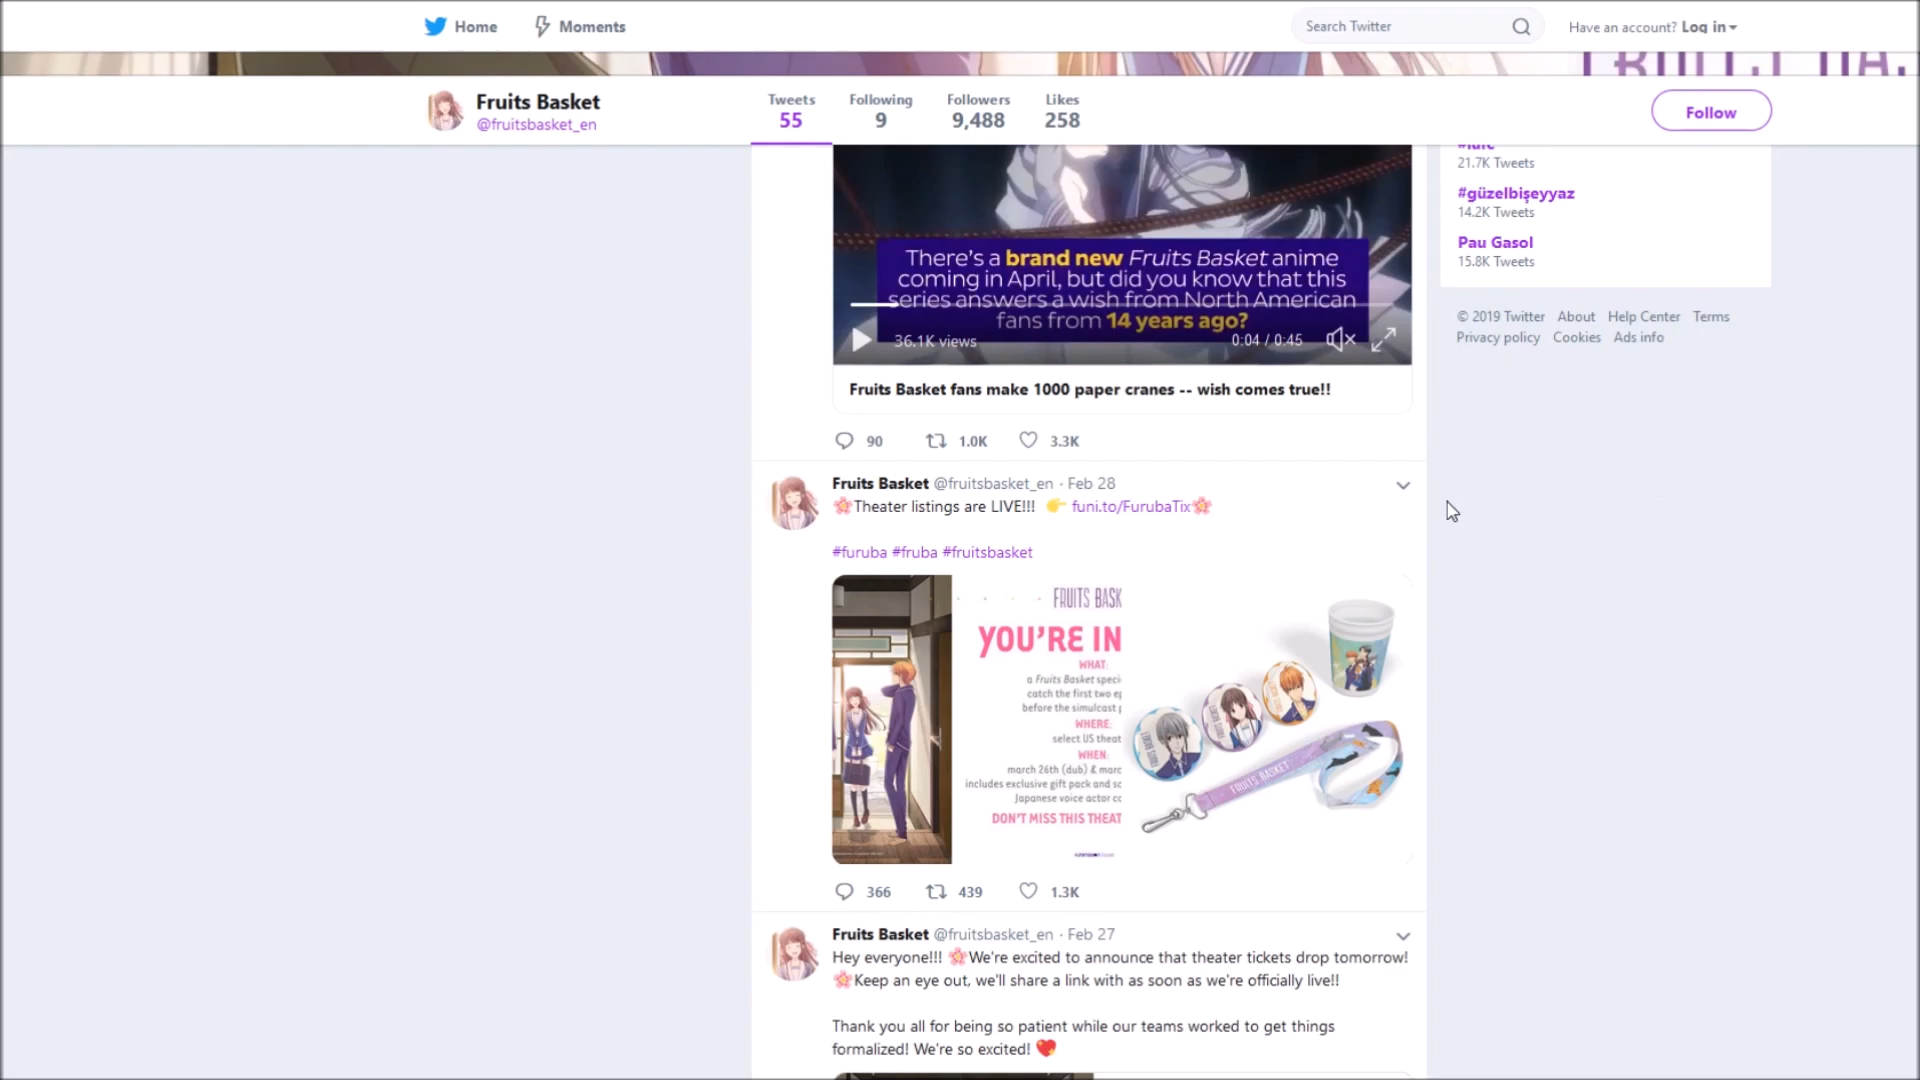 Home
Moments
Search Twitter
Have an account? Log in
Fruits Basket
@fruitsbasket_en
Tweets
55
Following
9
Followers
9,488
Likes
258
Follow
21.7K Tweets
#güzelbişeyyaz
14.2K Tweets
Pau Gasol
15.8K Tweets
© 2019 Twitter About Help Center Terms
Privacy policy Cookies Ads info
There's a brand new Fruits Basket anime
coming in April, but did you know that this
series answers a wish from North American
fans from 14 years ago?
36.1K views
0:04 / 0:45
Fruits Basket fans make 1000 paper cranes -- wish comes true!!
90 1.0K 3.3K
Fruits Basket @fruitsbasket_en · Feb 28
🌸Theater listings are LIVE!!! 👉 funi.to/FurubaTix🌸
#furuba #fruba #fruitsbasket
FRUITS BASK
YOU'RE IN
WHAT:
a Fruits Basket speci
catch the first two ep
before the simulcast
WHERE:
select US theat
WHEN:
march 26th (dub) & marc
includes exclusive gift pack and sc
Japanese voice actor cc
DON'T MISS THIS THEAT
FRUITS BASKET
366 439 1.3K
Fruits Basket @fruitsbasket_en · Feb 27
Hey everyone!!! 🌸We're excited to announce that theater tickets drop tomorrow!
🌸Keep an eye out, we'll share a link with as soon as we're officially live!!
Thank you all for being so patient while our teams worked to get things
formalized! We're so excited! 💖